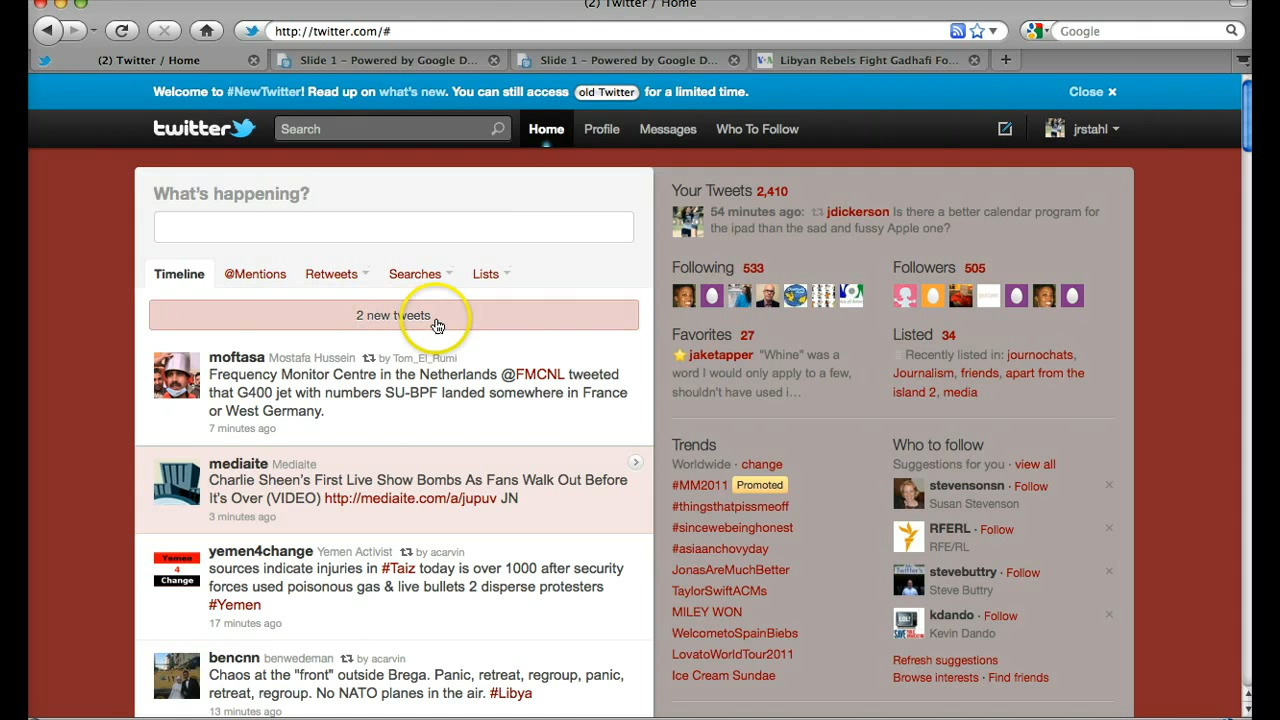 (2) Twitter / Home
http://twitter.com/#
Google
(2) Twitter / Home
Slide 1 - Powered by Google D...
Slide 1 - Powered by Google D...
Libyan Rebels Fight Gadhafi Fo...
Welcome to #NewTwitter! Read up on what's new. You can still access old Twitter for a limited time.
Close ×
twitter
Search
Home
Profile
Messages
Who To Follow
jrstahl
What's happening?
Timeline
@Mentions
Retweets
Searches
Lists
2 new tweets
moftasa Mostafa Hussein by Tom_El_Rumi
Frequency Monitor Centre in the Netherlands @FMCNL tweeted
that G400 jet with numbers SU-BPF landed somewhere in France
or West Germany.
7 minutes ago
mediaite Mediaite
Charlie Sheen's First Live Show Bombs As Fans Walk Out Before
It's Over (VIDEO) http://mediaite.com/a/jupuv JN
3 minutes ago
Yemen
4
Change
yemen4change Yemen Activist by acarvin
sources indicate injuries in #Taiz today is over 1000 after security
forces used poisonous gas & live bullets 2 disperse protesters
#Yemen
17 minutes ago
bencnn benwedeman by acarvin
Chaos at the "front" outside Brega. Panic, retreat, regroup, panic,
retreat, regroup. No NATO planes in the air. #Libya
13 minutes ago
Your Tweets 2,410
54 minutes ago: jdickerson Is there a better calendar program for
the ipad than the sad and fussy Apple one?
Following 533
Followers 505
Favorites 27
jaketapper "Whine" was a
word I would only apply to a few,
shouldn't have used i...
Listed 34
Recently listed in: journochats,
Journalism, friends, apart from the
island 2, media
Trends
Worldwide · change
#MM2011 Promoted
#thingsthatpissmeoff
#sincewebeinghonest
#asiaanchovyday
JonasAreMuchBetter
TaylorSwiftACMs
MILEY WON
WelcometoSpainBiebs
LovatoWorldTour2011
Ice Cream Sundae
Who to follow
Suggestions for you · view all
stevensonsn · Follow
Susan Stevenson
RFERL · Follow
RFE/RL
stevebuttry · Follow
Steve Buttry
kdando · Follow
Kevin Dando
Refresh suggestions
Browse interests · Find friends